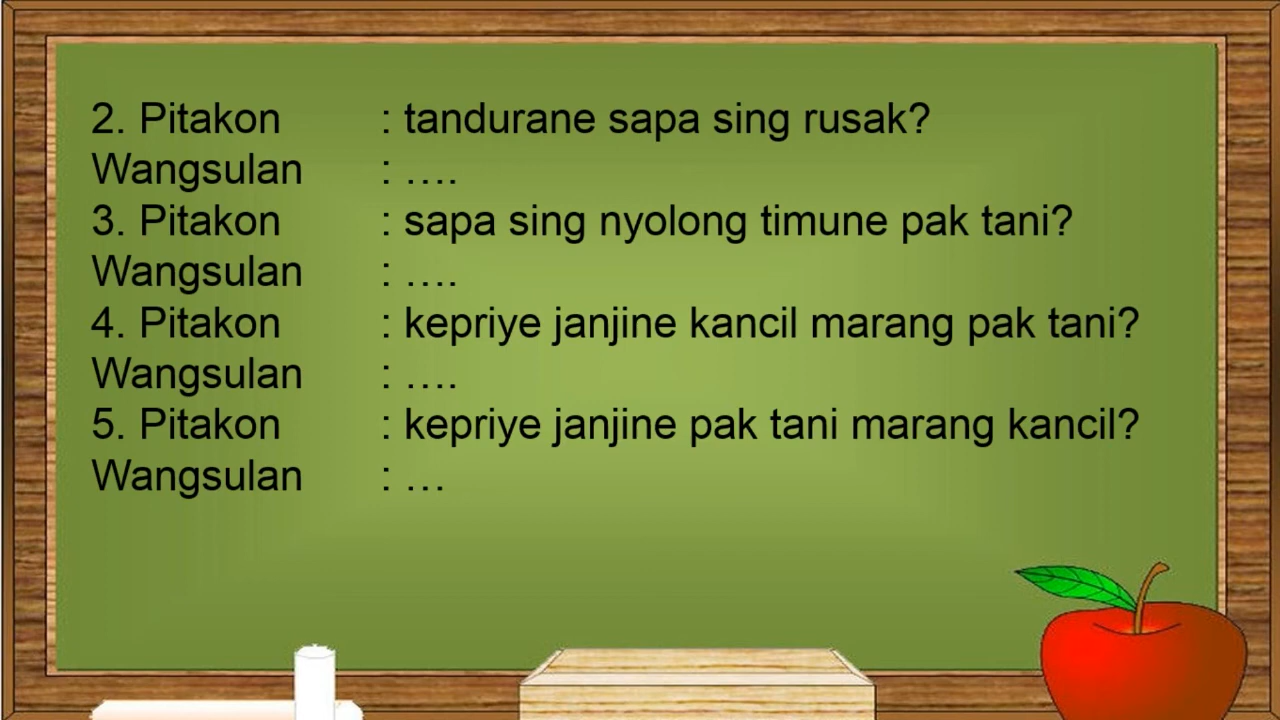 2. Pitakon : tandurane sapa sing rusak?
Wangsulan : ….
3. Pitakon : sapa sing nyolong timune pak tani?
Wangsulan : ….
4. Pitakon : kepriye janjine kancil marang pak tani?
Wangsulan : ….
5. Pitakon : kepriye janjine pak tani marang kancil?
Wangsulan : …